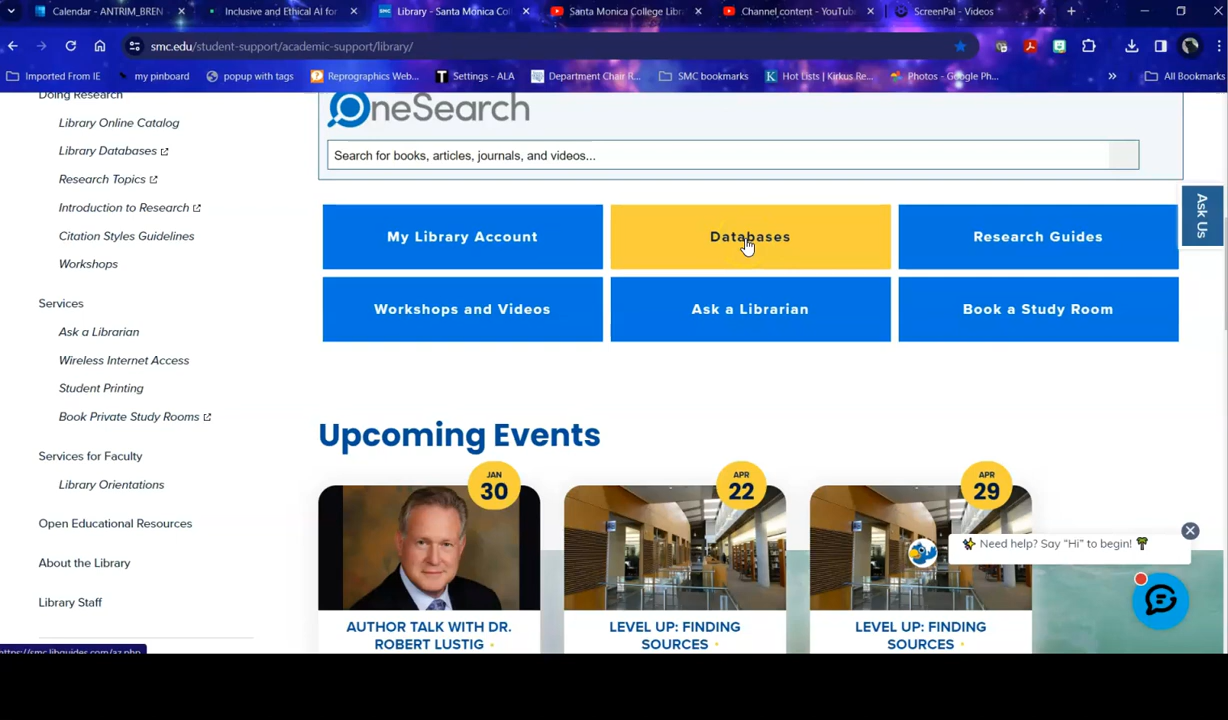 Calendar - ANTRIM_BREN
Inclusive and Ethical AI for
Library - Santa Monica Col
Santa Monica College Libr
Channel content - YouTub
ScreenPal - Videos
smc.edu/student-support/academic-support/library/
Imported From IE
my pinboard
popup with tags
Reprographics Web...
Settings - ALA
Department Chair R...
SMC bookmarks
Hot Lists | Kirkus Re...
Photos - Google Ph...
»
All Bookmarks
Doing Research
Library Online Catalog
Library Databases
Research Topics
Introduction to Research
Citation Styles Guidelines
Workshops
Services
Ask a Librarian
Wireless Internet Access
Student Printing
Book Private Study Rooms
Services for Faculty
Library Orientations
Open Educational Resources
About the Library
Library Staff
OneSearch
Search for books, articles, journals, and videos...
My Library Account
Databases
Research Guides
Workshops and Videos
Ask a Librarian
Book a Study Room
Ask Us
Upcoming Events
JAN
30
APR
22
APR
29
AUTHOR TALK WITH DR.
ROBERT LUSTIG
LEVEL UP: FINDING
SOURCES
LEVEL UP: FINDING
SOURCES
Need help? Say "Hi" to begin!
https://smc.libguides.com/az.php